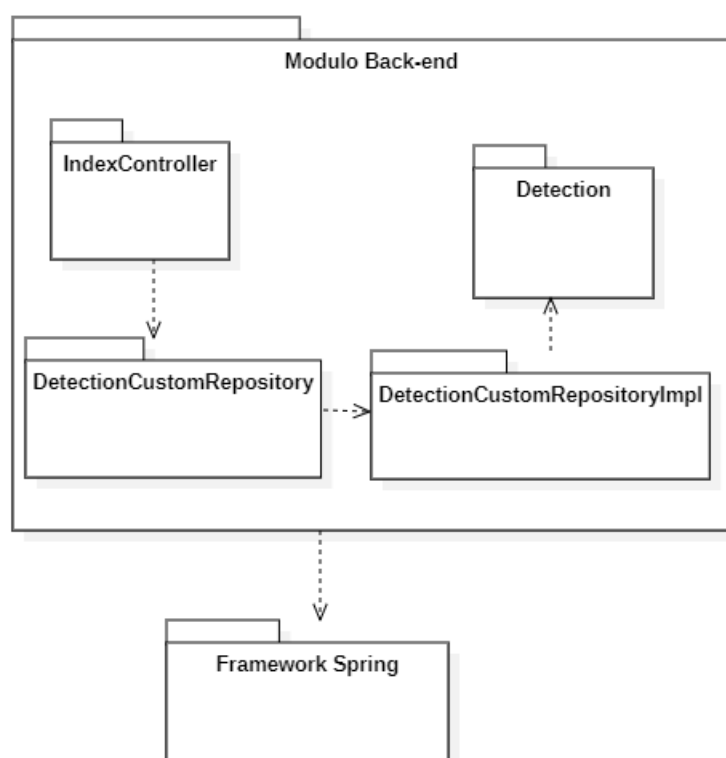 Modulo Back-end
IndexController
Detection
DetectionCustomRepository
DetectionCustomRepositoryImpl
Framework Spring